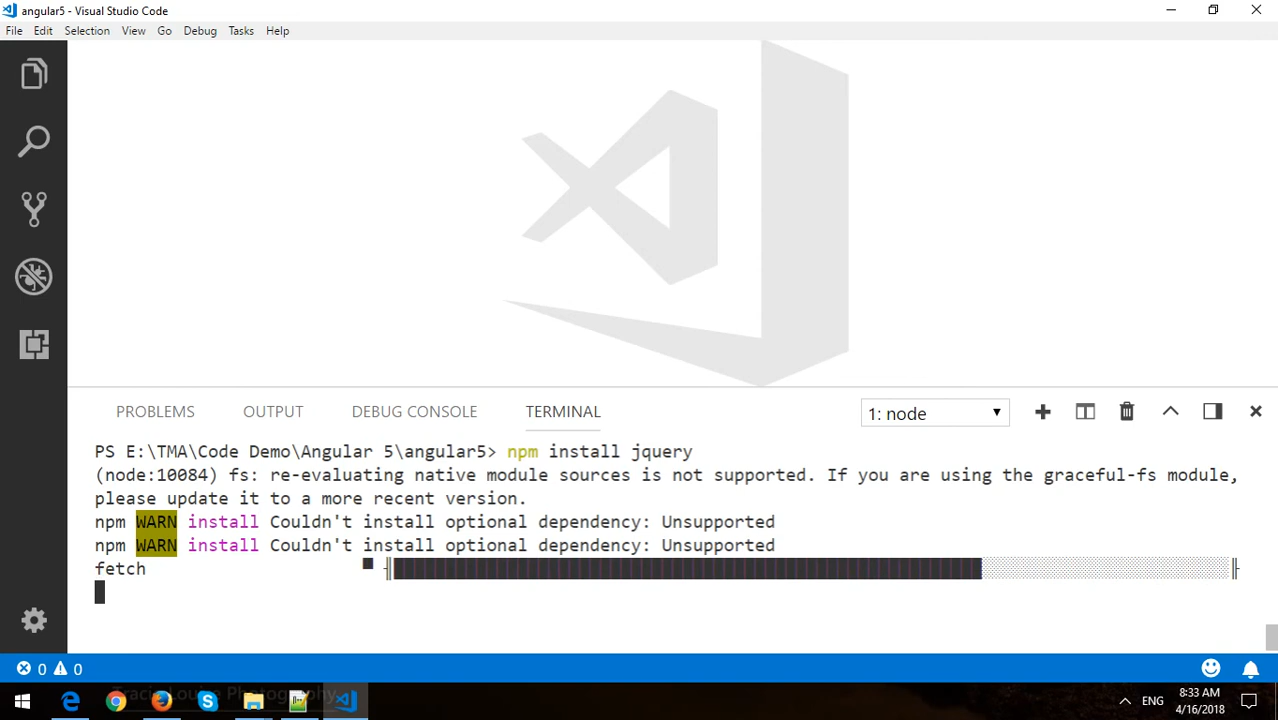 angular5 - Visual Studio Code
File Edit Selection View Go Debug Tasks Help
PROBLEMS OUTPUT DEBUG CONSOLE TERMINAL 1: node
PS E:\TMA\Code Demo\Angular 5\angular5> npm install jquery
(node:10084) fs: re-evaluating native module sources is not supported. If you are using the graceful-fs module,
please update it to a more recent version.
npm WARN install Couldn't install optional dependency: Unsupported
npm WARN install Couldn't install optional dependency: Unsupported
fetch
0 0
Tracie Louise Photography
ENG
8:33 AM
4/16/2018